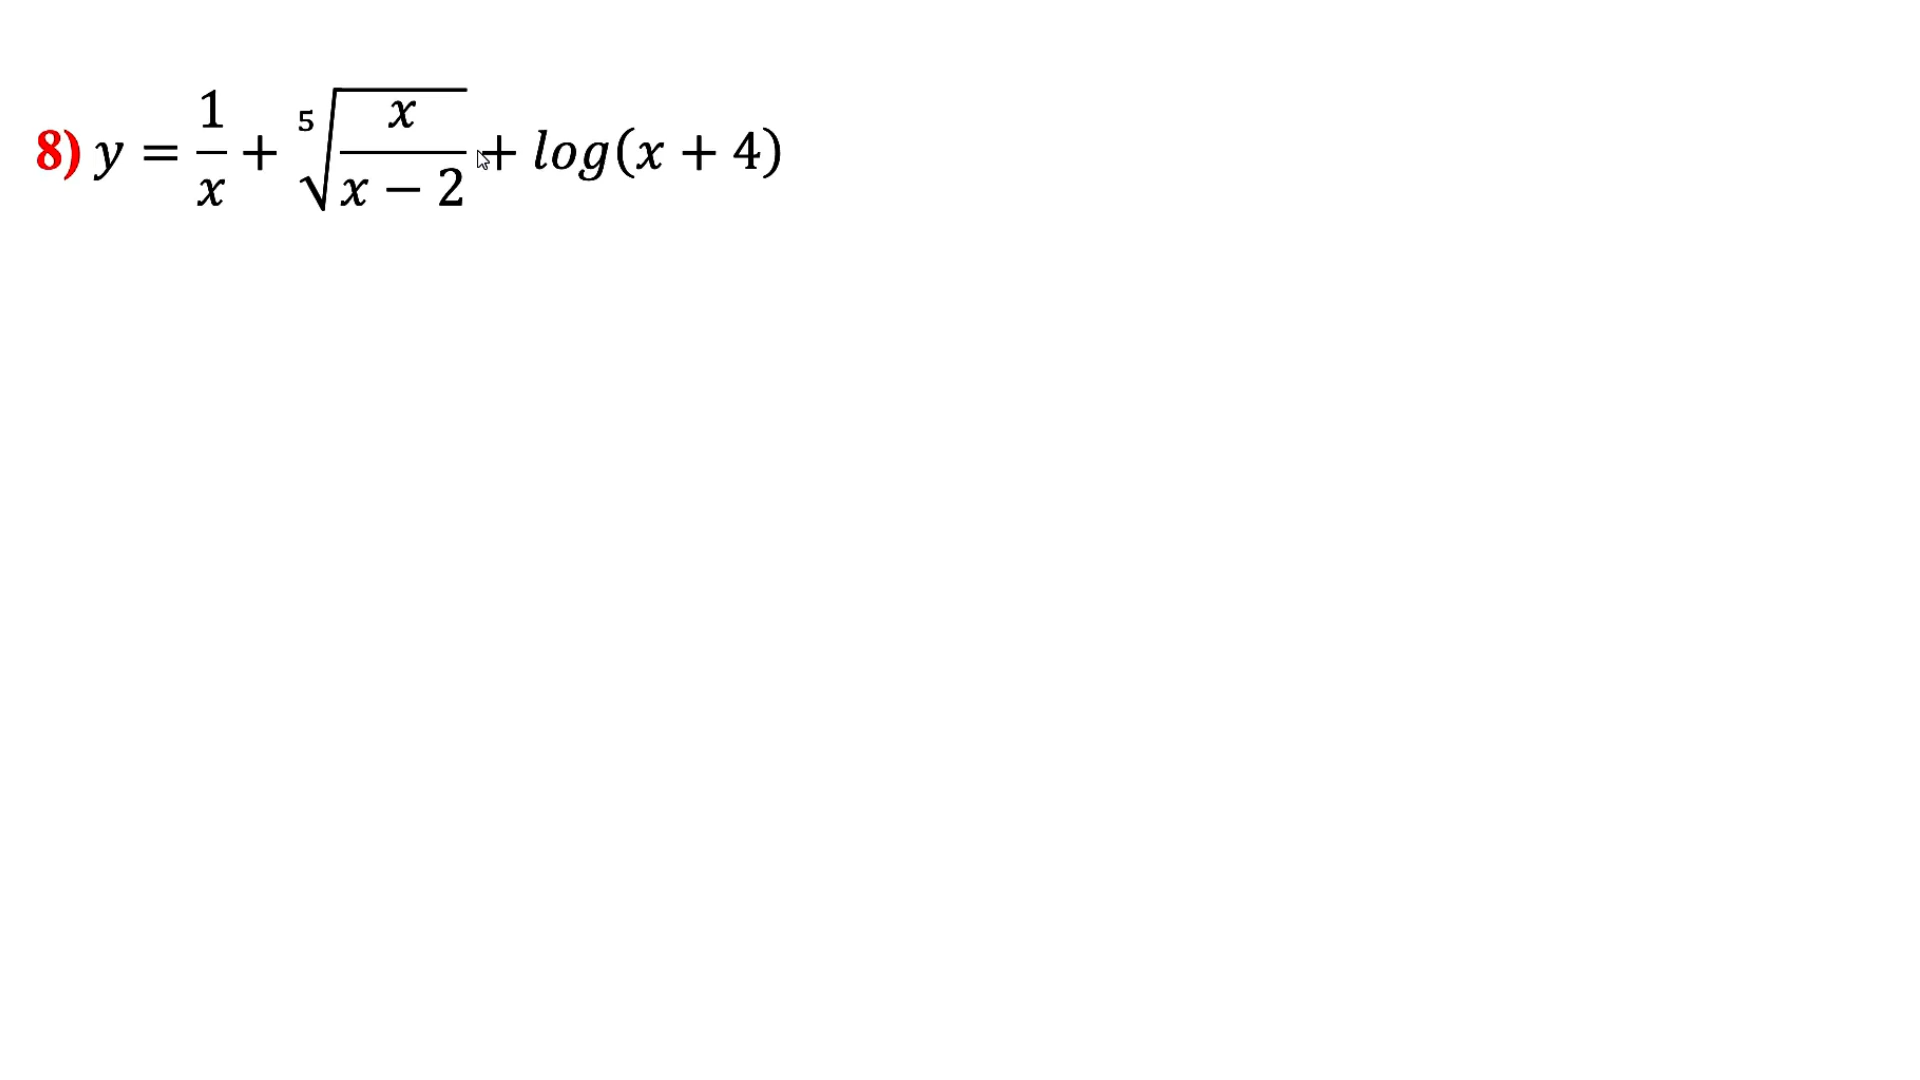 8) y = 1/x + ⁵√(x/(x − 2)) + log(x + 4)